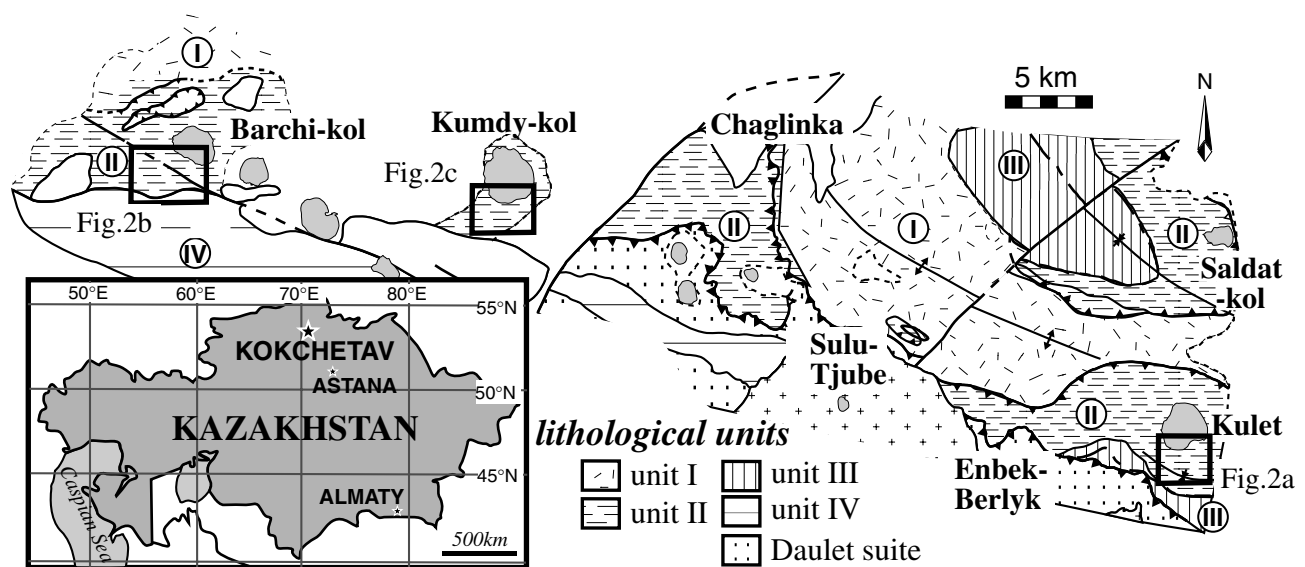 I
5 km
N
Barchi-kol
Kumdy-kol
Chaglinka
II
Fig.2c
III
Fig.2b
II
I
II
IV
Saldat
-kol
50°E
60°E
70°E
80°E
55°N
KOKCHETAV
ASTANA
50°N
KAZAKHSTAN
45°N
Caspian Sea
ALMATY
500km
Sulu-
Tjube
II
Kulet
lithological units
Enbek-
Berlyk
Fig.2a
III
unit I
unit III
unit II
unit IV
Daulet suite